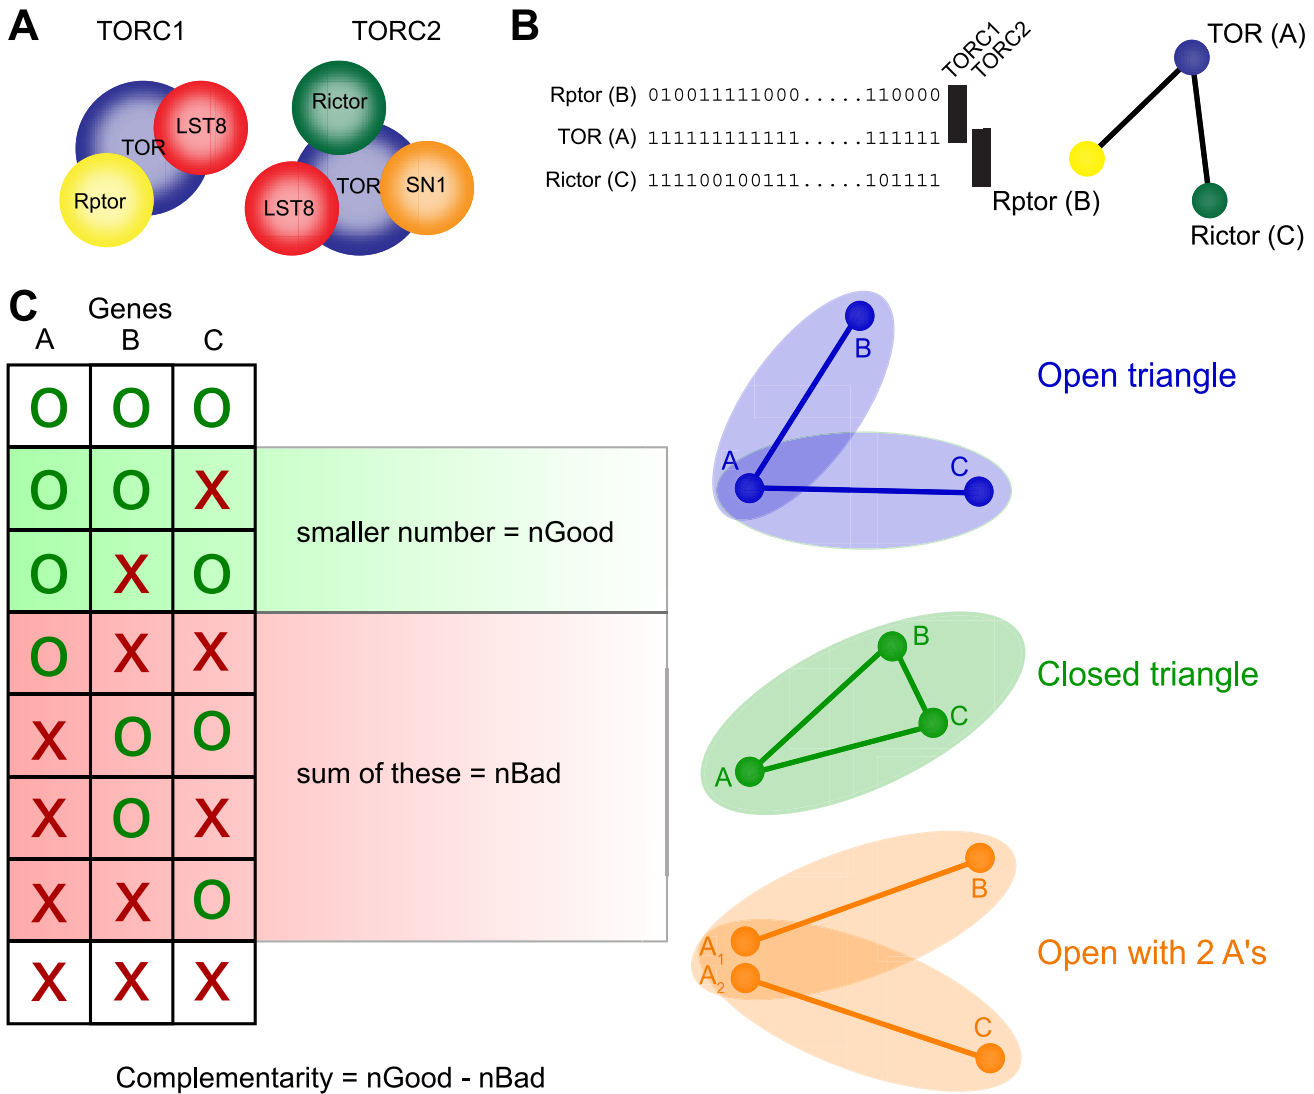 A
TORC1
TORC2
TOR
LST8
Rptor
Rictor
TOR
SN1
LST8
B
TORC1
TORC2
Rptor (B) 010011111000.....110000
TOR (A) 111111111111.....111111
Rictor (C) 111100100111.....101111
TOR (A)
Rptor (B)
Rictor (C)
C
Genes
A B C
O O O
O O X
O X O
O X X
X O O
X O X
X X O
X X X
smaller number = nGood
sum of these = nBad
Complementarity = nGood - nBad
B
A
C
Open triangle
B
C
A
Closed triangle
B
A1
A2
C
Open with 2 A's